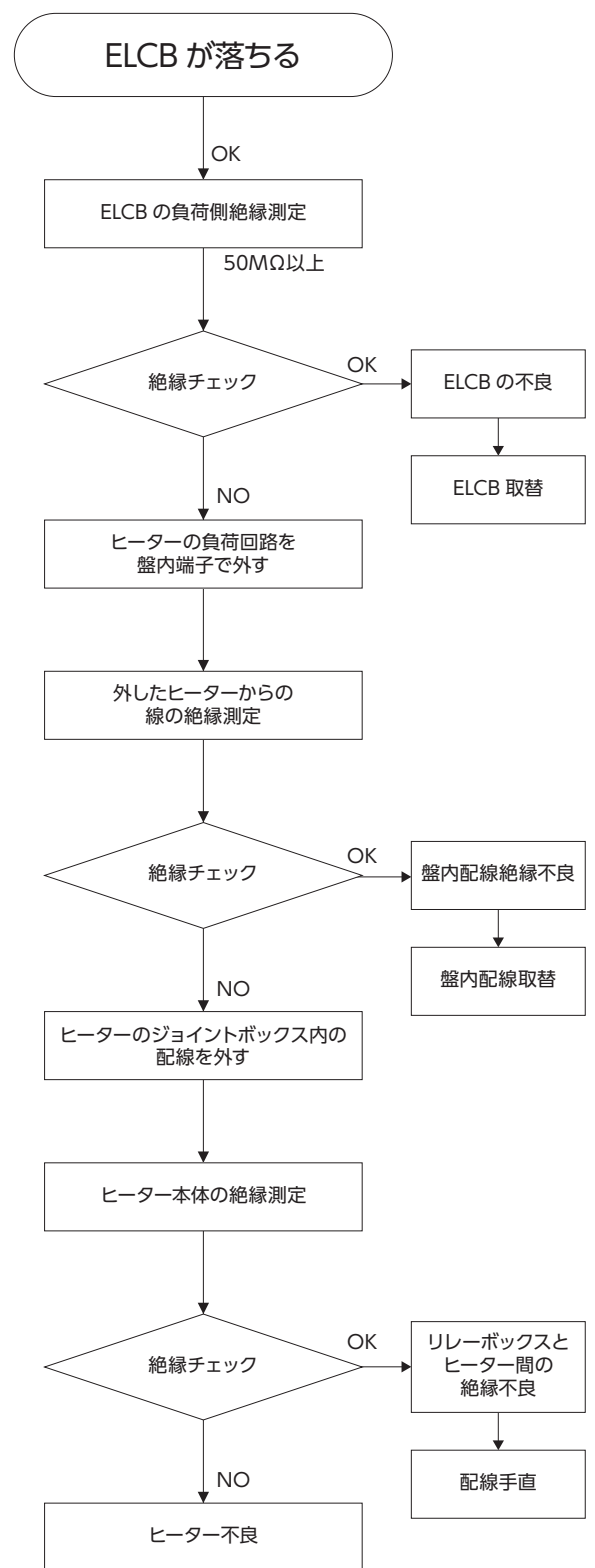 ELCB が落ちる
OK
ELCB の負荷側絶縁測定
50MΩ以上
絶縁チェック
OK
ELCB の不良
ELCB 取替
NO
ヒーターの負荷回路を
盤内端子で外す
外したヒーターからの
線の絶縁測定
絶縁チェック
OK
盤内配線絶縁不良
盤内配線取替
NO
ヒーターのジョイントボックス内の
配線を外す
ヒーター本体の絶縁測定
絶縁チェック
OK
リレーボックスと
ヒーター間の
絶縁不良
配線手直
NO
ヒーター不良